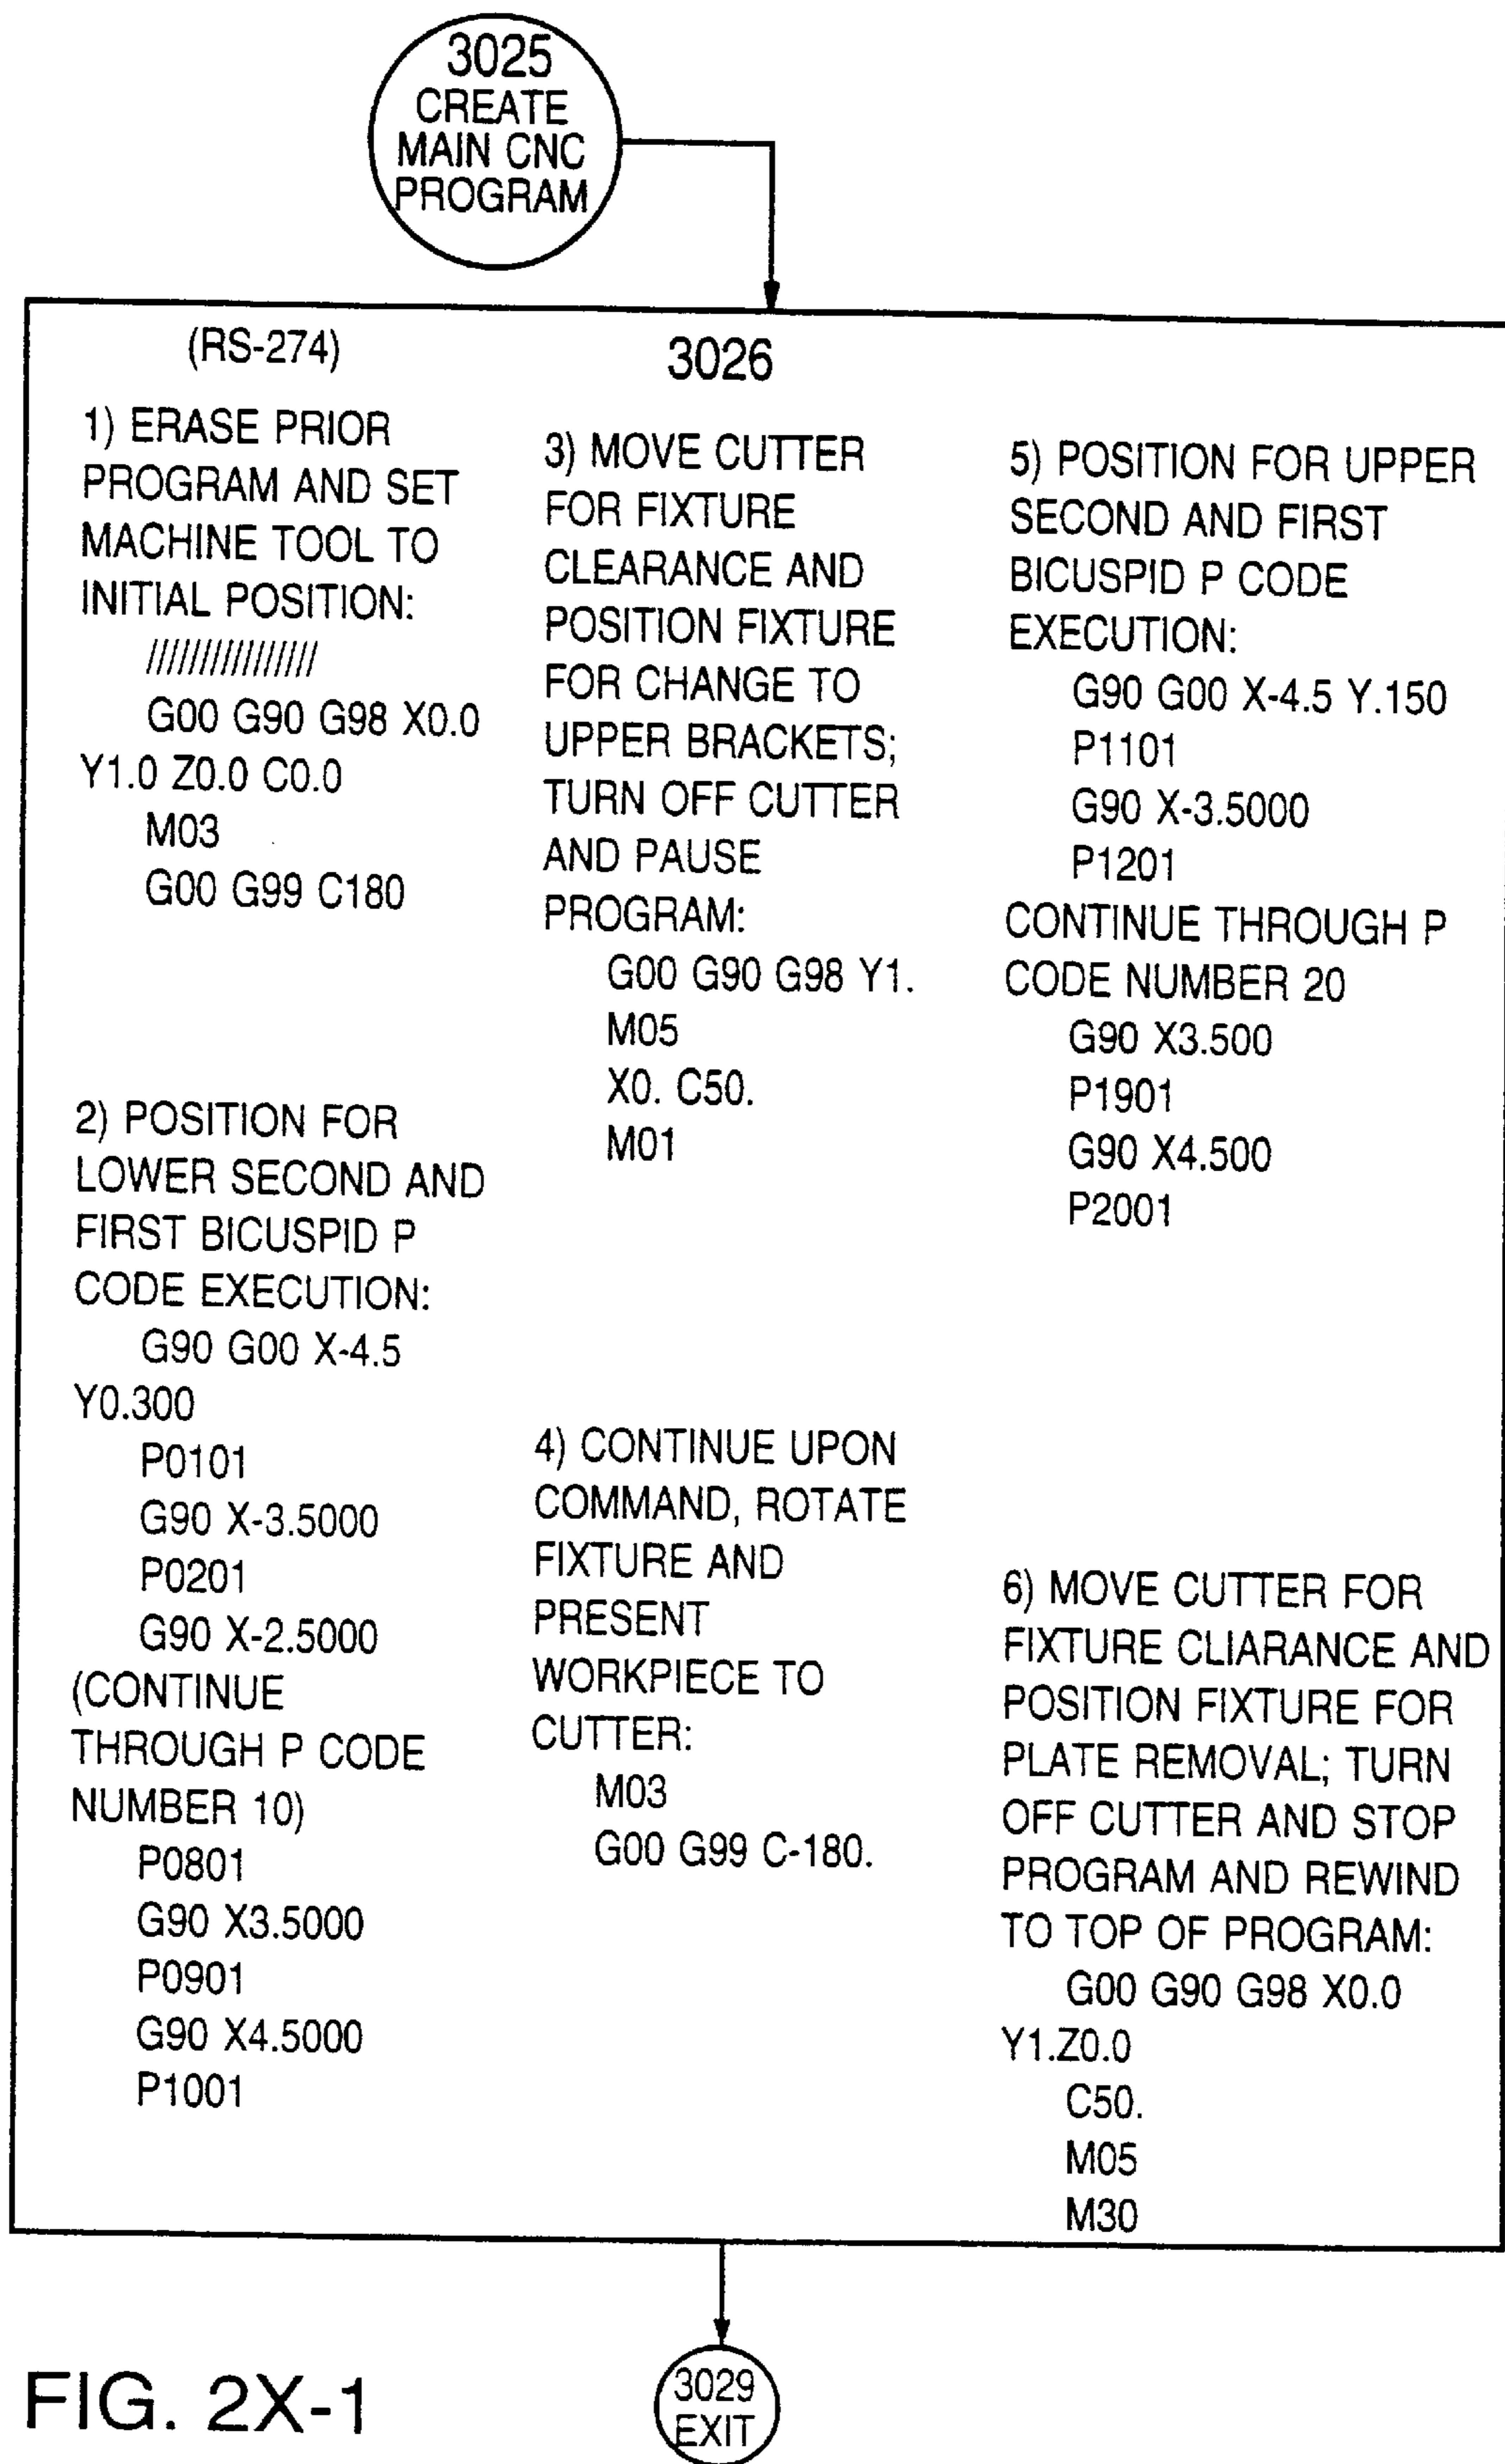 3025
CREATE
MAIN CNC
PROGRAM
(RS-274)
3026
1) ERASE PRIOR
PROGRAM AND SET
MACHINE TOOL TO
INITIAL POSITION:
////////////////
G00 G90 G98 X0.0
Y1.0 Z0.0 C0.0
M03
G00 G99 C180
2) POSITION FOR
LOWER SECOND AND
FIRST BICUSPID P
CODE EXECUTION:
G90 G00 X-4.5
Y0.300
P0101
G90 X-3.5000
P0201
G90 X-2.5000
(CONTINUE
THROUGH P CODE
NUMBER 10)
P0801
G90 X3.5000
P0901
G90 X4.5000
P1001
3) MOVE CUTTER
FOR FIXTURE
CLEARANCE AND
POSITION FIXTURE
FOR CHANGE TO
UPPER BRACKETS;
TURN OFF CUTTER
AND PAUSE
PROGRAM:
G00 G90 G98 Y1.
M05
X0. C50.
M01
4) CONTINUE UPON
COMMAND, ROTATE
FIXTURE AND
PRESENT
WORKPIECE TO
CUTTER:
M03
G00 G99 C-180.
5) POSITION FOR UPPER
SECOND AND FIRST
BICUSPID P CODE
EXECUTION:
G90 G00 X-4.5 Y.150
P1101
G90 X-3.5000
P1201
CONTINUE THROUGH P
CODE NUMBER 20
G90 X3.500
P1901
G90 X4.500
P2001
6) MOVE CUTTER FOR
FIXTURE CLIARANCE AND
POSITION FIXTURE FOR
PLATE REMOVAL; TURN
OFF CUTTER AND STOP
PROGRAM AND REWIND
TO TOP OF PROGRAM:
G00 G90 G98 X0.0
Y1.Z0.0
C50.
M05
M30
3029
EXIT
FIG. 2X-1